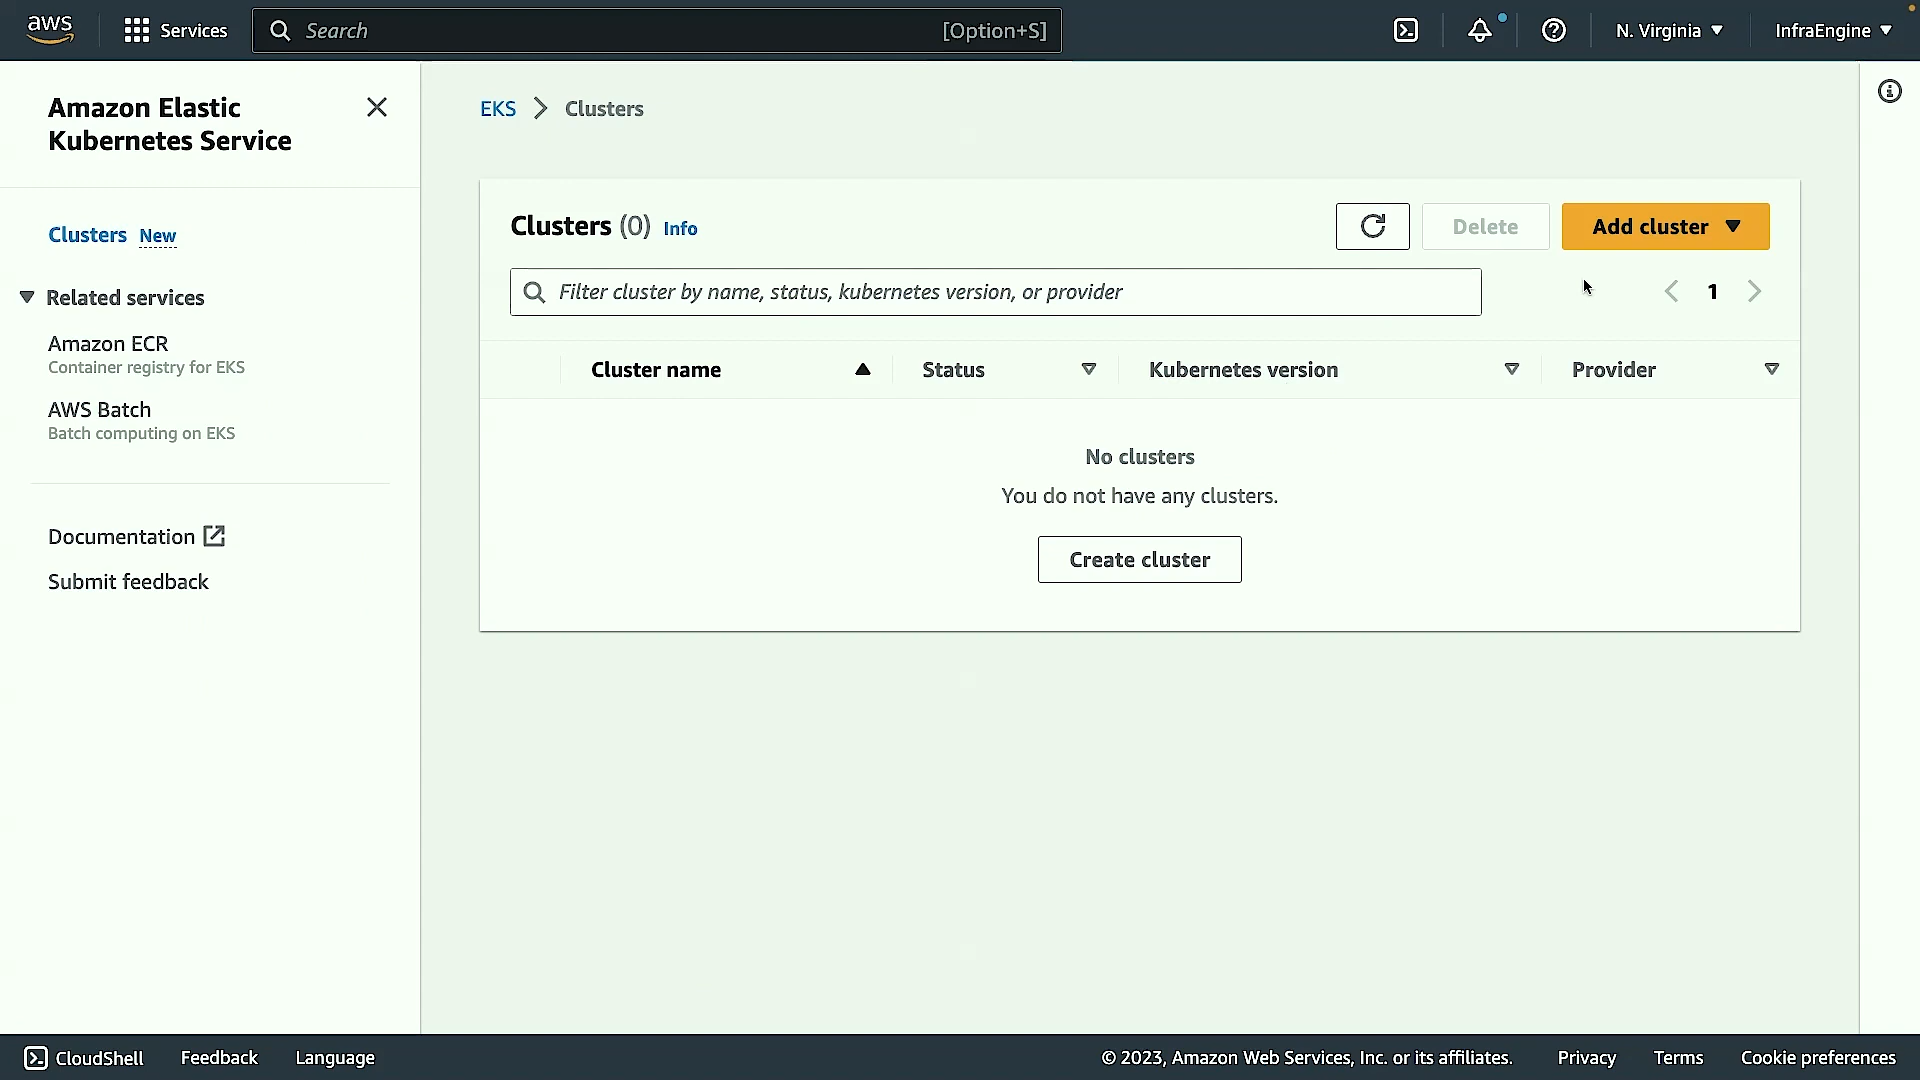 aws
Services
Search
[Option+S]
N. Virginia
InfraEngine
Amazon Elastic
Kubernetes Service
Clusters New
Related services
Amazon ECR
Container registry for EKS
AWS Batch
Batch computing on EKS
Documentation
Submit feedback
EKS
Clusters
Clusters (0) Info
Delete
Add cluster
Filter cluster by name, status, kubernetes version, or provider
1
Cluster name
Status
Kubernetes version
Provider
No clusters
You do not have any clusters.
Create cluster
CloudShell
Feedback
Language
© 2023, Amazon Web Services, Inc. or its affiliates.
Privacy
Terms
Cookie preferences